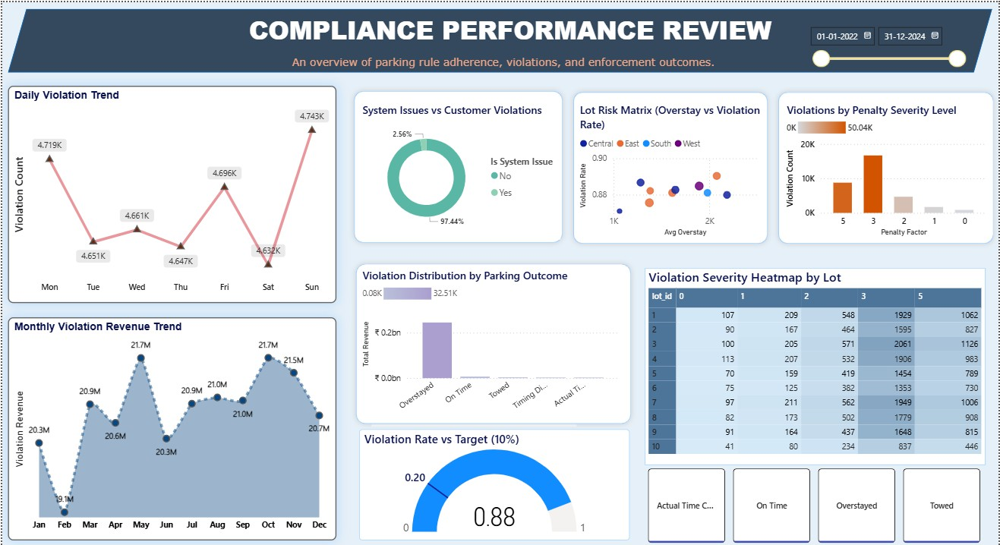 COMPLIANCE PERFORMANCE REVIEW
An overview of parking rule adherence, violations, and enforcement outcomes.
01-01-2022 31-12-2024
Daily Violation Trend
Violation Count
4.719K
4.651K
4.661K
4.647K
4.696K
4.632K
4.743K
Mon Tue Wed Thu Fri Sat Sun
System Issues vs Customer Violations
2.56%
97.44%
Is System Issue
No
Yes
Lot Risk Matrix (Overstay vs Violation
Rate)
Central East South West
Violation Rate
0.90
0.88
1K 2K
Avg Overstay
Violations by Penalty Severity Level
0K 50.04K
Violation Count
20K
10K
0K
5 3 2 1 0
Penalty Factor
Monthly Violation Revenue Trend
Violation Revenue
20.3M
19.1M
20.9M
20.6M
21.7M
20.3M
20.9M
21.0M
21.0M
21.7M
21.5M
20.7M
Jan Feb Mar Apr May Jun Jul Aug Sep Oct Nov Dec
Violation Distribution by Parking Outcome
0.08K 32.51K
Total Revenue
₹ 0.2bn
₹ 0.0bn
Overstayed On Time Towed Timing Di... Actual Ti...
Violation Rate vs Target (10%)
0.20
0.88
0 1
Violation Severity Heatmap by Lot
lot_id 0 1 2 3 5
1 107 209 548 1929 1062
2 90 167 464 1595 827
3 100 205 571 2061 1126
4 113 207 532 1906 983
5 70 159 419 1454 789
6 75 125 382 1353 730
7 97 211 562 1949 1006
8 82 173 502 1779 908
9 91 164 437 1648 815
10 41 80 234 837 446
Actual Time C... On Time Overstayed Towed